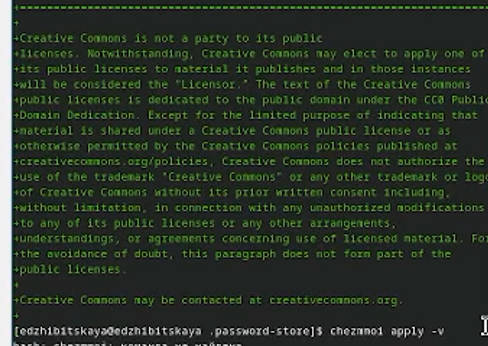 +
+Creative Commons is not a party to its public
+licenses. Notwithstanding, Creative Commons may elect to apply one of
+its public licenses to material it publishes and in those instances
+will be considered the "Licensor." The text of the Creative Commons
+public licenses is dedicated to the public domain under the CC0 Public
+Domain Dedication. Except for the limited purpose of indicating that
+material is shared under a Creative Commons public license or as
+otherwise permitted by the Creative Commons policies published at
+creativecommons.org/policies, Creative Commons does not authorize the
+use of the trademark "Creative Commons" or any other trademark or logo
+of Creative Commons without its prior written consent including,
+without limitation, in connection with any unauthorized modifications
+to any of its public licenses or any other arrangements,
+understandings, or agreements concerning use of licensed material. For
+the avoidance of doubt, this paragraph does not form part of the
+public licenses.
+
+Creative Commons may be contacted at creativecommons.org.
+
[edzhibitskaya@edzhibitskaya .password-store]$ chezmmoi apply -v
bash: chezmmoi: команда не найдена